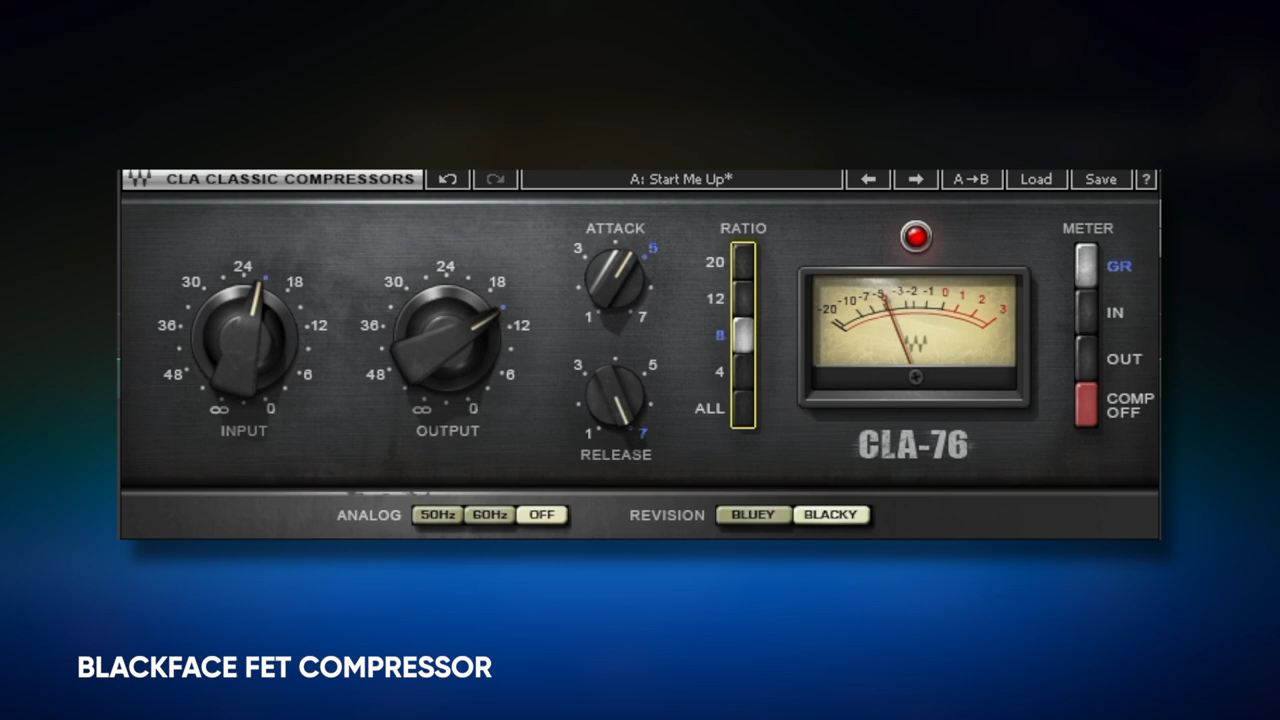 CLA CLASSIC COMPRESSORS
A: Start Me Up*
A→B
Load
Save
?
ATTACK
3 5
1 7
RATIO
20
12
8
4
ALL
METER
GR
IN
OUT
COMP
OFF
24
30 18
36 12
48 6
∞ 0
INPUT
24
30 18
36 12
48 6
∞ 0
OUTPUT
3 5
1 7
RELEASE
-20 -10 -7 -5 -3 -2 -1 0 1 2 3
CLA-76
ANALOG 50Hz 60Hz OFF
REVISION BLUEY BLACKY
BLACKFACE FET COMPRESSOR